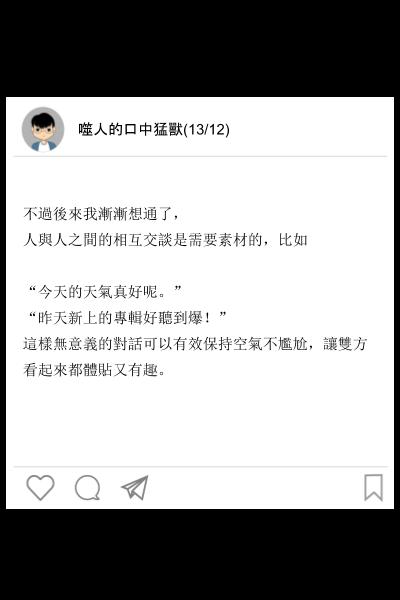 噬人的口中猛獸(13/12)
不過後來我漸漸想通了，
人與人之間的相互交談是需要素材的，比如
“今天的天氣真好呢。”
“昨天新上的專輯好聽到爆！”
這樣無意義的對話可以有效保持空氣不尷尬，讓雙方
看起來都體貼又有趣。